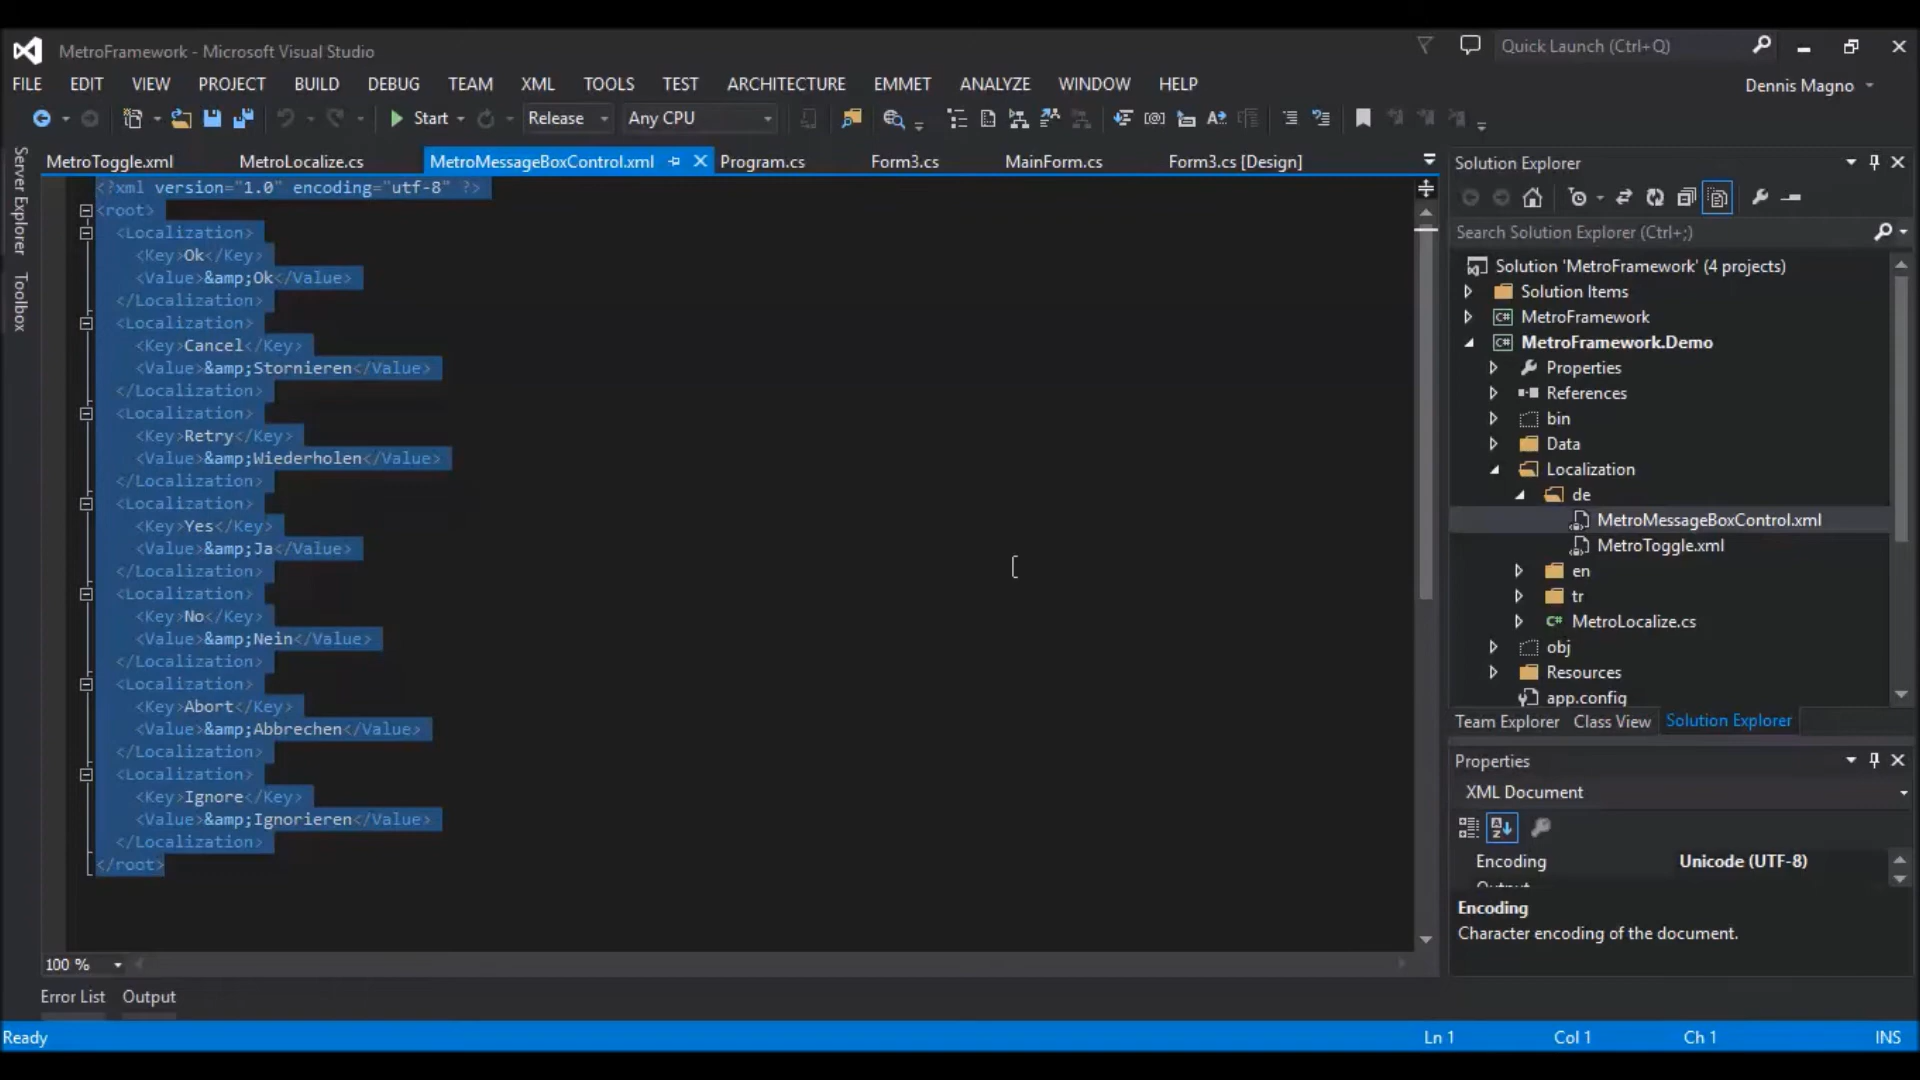 MetroFramework - Microsoft Visual Studio
Quick Launch (Ctrl+Q)
FILE EDIT VIEW PROJECT BUILD DEBUG TEAM XML TOOLS TEST ARCHITECTURE EMMET ANALYZE WINDOW HELP
Dennis Magno
Start Release Any CPU
Server Explorer
Toolbox
MetroToggle.xml MetroLocalize.cs MetroMessageBoxControl.xml Program.cs Form3.cs MainForm.cs Form3.cs [Design]
<?xml version="1.0" encoding="utf-8" ?>
<root>
<Localization>
<Key>Ok</Key>
<Value>&amp;Ok</Value>
</Localization>
<Localization>
<Key>Cancel</Key>
<Value>&amp;Stornieren</Value>
</Localization>
<Localization>
<Key>Retry</Key>
<Value>&amp;Wiederholen</Value>
</Localization>
<Localization>
<Key>Yes</Key>
<Value>&amp;Ja</Value>
</Localization>
<Localization>
<Key>No</Key>
<Value>&amp;Nein</Value>
</Localization>
<Localization>
<Key>Abort</Key>
<Value>&amp;Abbrechen</Value>
</Localization>
<Localization>
<Key>Ignore</Key>
<Value>&amp;Ignorieren</Value>
</Localization>
</root>
100 %
Error List Output
Solution Explorer
Search Solution Explorer (Ctrl+;)
Solution 'MetroFramework' (4 projects)
Solution Items
C# MetroFramework
C# MetroFramework.Demo
Properties
References
bin
Data
Localization
de
MetroMessageBoxControl.xml
MetroToggle.xml
en
tr
C# MetroLocalize.cs
obj
Resources
app.config
Team Explorer Class View Solution Explorer
Properties
XML Document
Encoding Unicode (UTF-8)
Encoding
Character encoding of the document.
Ready Ln 1 Col 1 Ch 1 INS